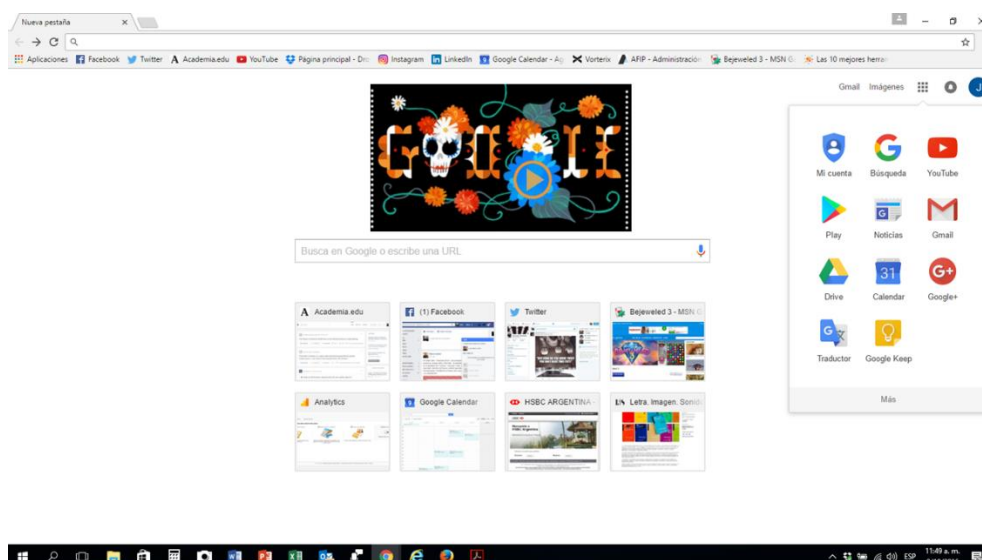 Nueva pestaña
Aplicaciones Facebook Twitter Academia.edu YouTube Página principal - Dro Instagram LinkedIn Google Calendar - Ag Vorterix AFIP - Administración Bejeweled 3 - MSN G Las 10 mejores herra
Gmail Imágenes
Mi cuenta Búsqueda YouTube
Play Noticias Gmail
31 G+
Drive Calendar Google+
Traductor Google Keep
Más
Busca en Google o escribe una URL
Academia.edu (1) Facebook Twitter Bejeweled 3 - MSN G
Analytics Google Calendar HSBC ARGENTINA - Letra. Imagen. Sonido
ESP 11:49 a. m.